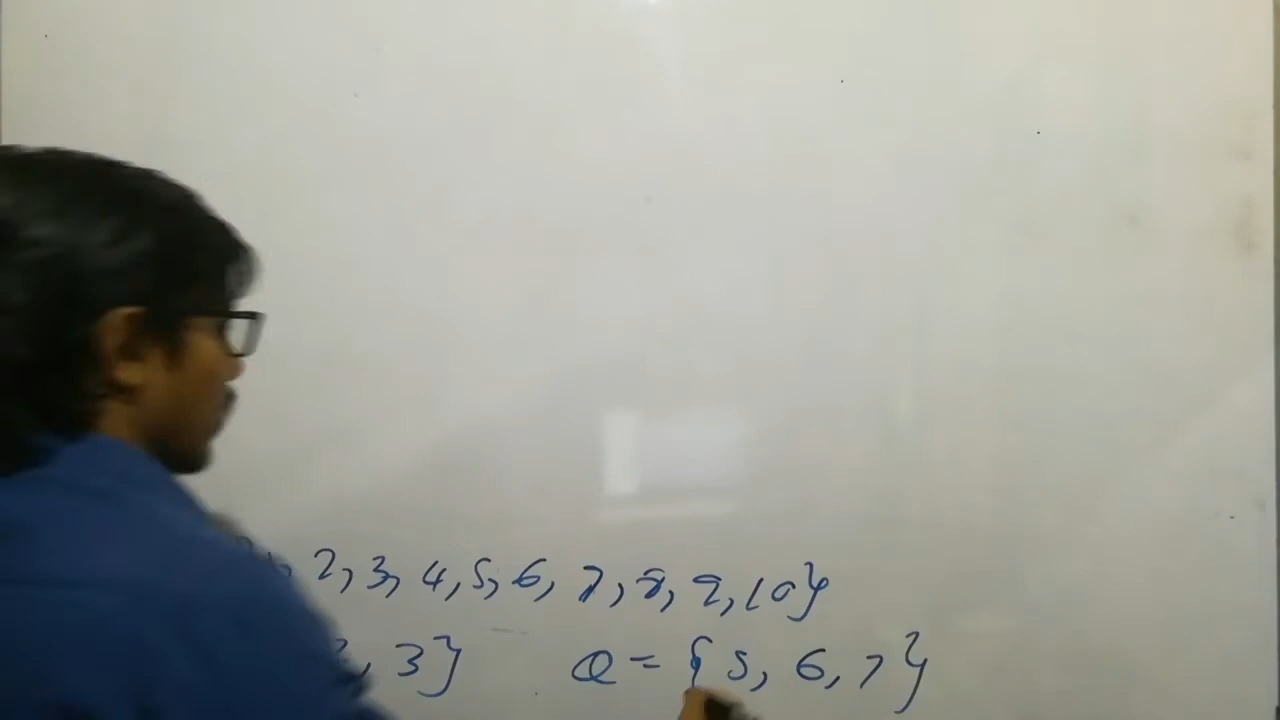 2, 3, 4, 5, 6, 7, 8, 9, 10}
, 3} Q = {5, 6, 7}